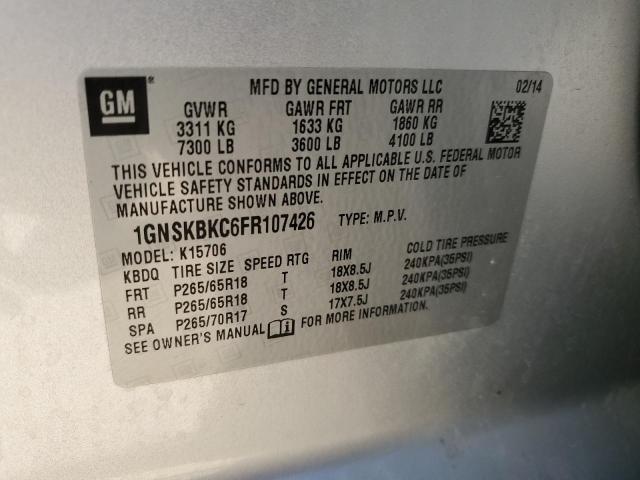 GM
MFD BY GENERAL MOTORS LLC 02/14
GVWR GAWR FRT GAWR RR
3311 KG 1633 KG 1860 KG
7300 LB 3600 LB 4100 LB
THIS VEHICLE CONFORMS TO ALL APPLICABLE U.S. FEDERAL MOTOR
VEHICLE SAFETY STANDARDS IN EFFECT ON THE DATE OF
MANUFACTURE SHOWN ABOVE.
1GNSKBKC6FR107426 TYPE: M.P.V.
MODEL: K15706
KBDQ TIRE SIZE SPEED RTG RIM COLD TIRE PRESSURE
FRT P265/65R18 T 18X8.5J 240KPA(35PSI)
RR P265/65R18 T 18X8.5J 240KPA(35PSI)
SPA P265/70R17 S 17X7.5J 240KPA(35PSI)
SEE OWNER'S MANUAL i FOR MORE INFORMATION.